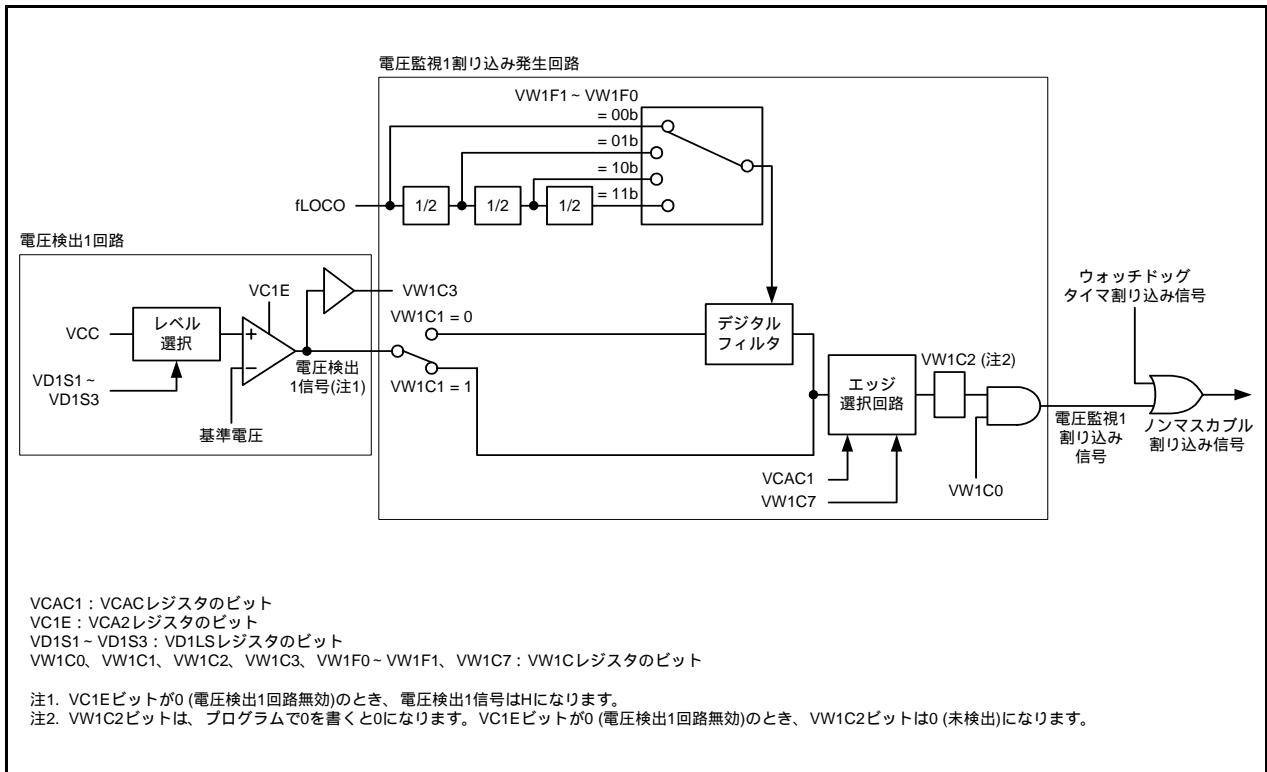 電圧監視1割り込み発生回路
VW1F1 ~ VW1F0
= 00b
= 01b
= 10b
= 11b
fLOCO
1/2
1/2
1/2
電圧検出1回路
VC1E
VW1C3
VW1C1 = 0
VCC
レベル
選択
+
−
電圧検出
1信号(注1)
VW1C1 = 1
VD1S1 ~
VD1S3
基準電圧
デジタル
フィルタ
エッジ
選択回路
VW1C2 (注2)
VCAC1
VW1C7
VW1C0
ウォッチドッグ
タイマ割り込み信号
電圧監視1
割り込み
信号
ノンマスカブル
割り込み信号
VCAC1 : VCACレジスタのビット
VC1E : VCA2レジスタのビット
VD1S1 ~ VD1S3 : VD1LSレジスタのビット
VW1C0、VW1C1、VW1C2、VW1C3、VW1F0 ~ VW1F1、VW1C7 : VW1Cレジスタのビット
注1. VC1Eビットが0 (電圧検出1回路無効)のとき、電圧検出1信号はHになります。
注2. VW1C2ビットは、プログラムで0を書くと0になります。VC1Eビットが0 (電圧検出1回路無効)のとき、VW1C2ビットは0 (未検出)になります。